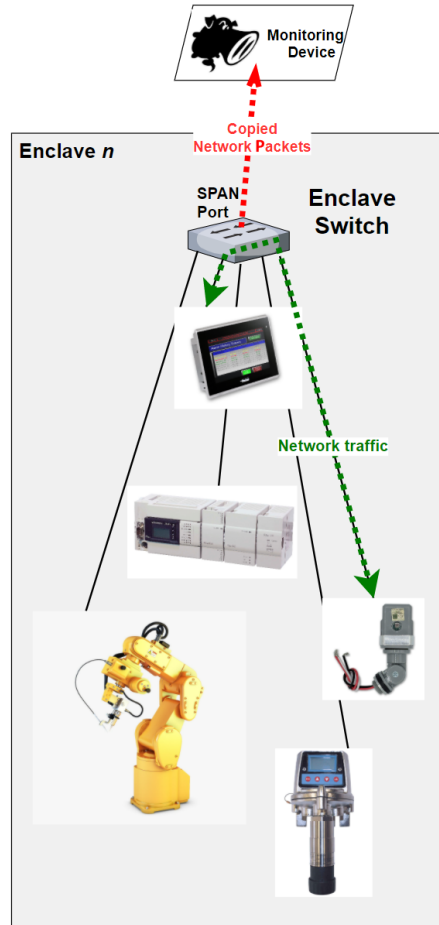 Monitoring
Device
Copied
Network Packets
Enclave n
SPAN
Port
Enclave
Switch
Network traffic